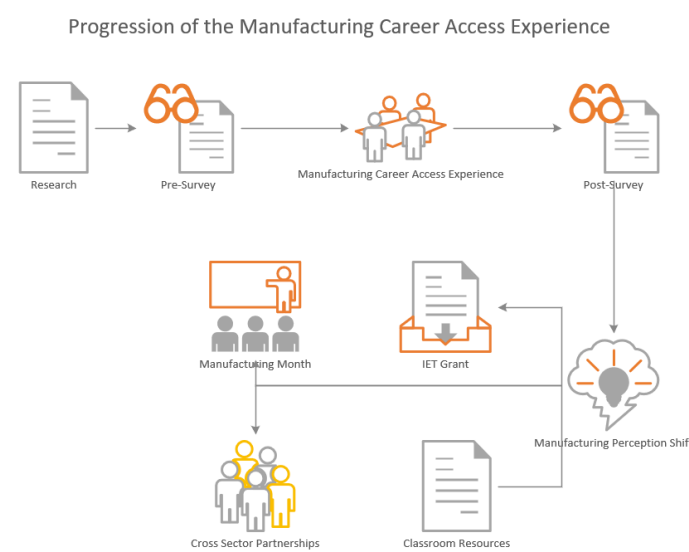 Progression of the Manufacturing Career Access Experience
Research
Pre-Survey
Manufacturing Career Access Experience
Post-Survey
Manufacturing Month
IET Grant
Manufacturing Perception Shif
Cross Sector Partnerships
Classroom Resources